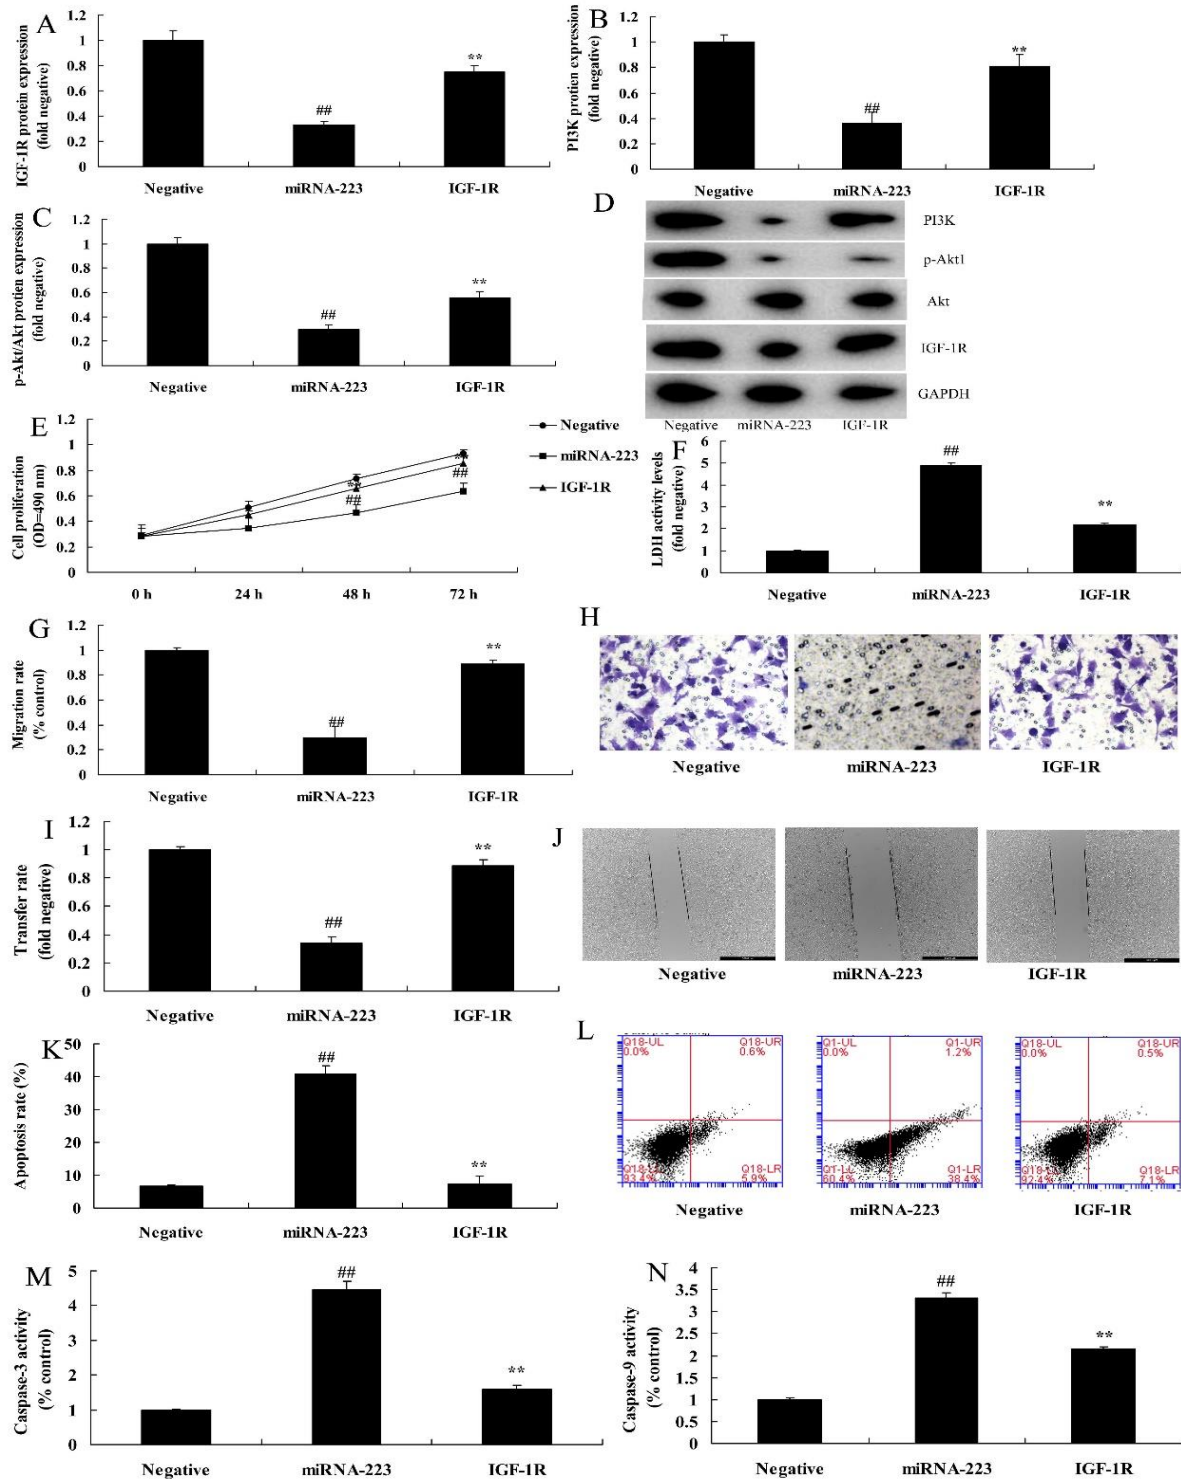 A
IGF-1R protein expression
(fold negative)
1.2
1
0.8
0.6
0.4
0.2
0
##
**
Negative
miRNA-223
IGF-1R
B
PI3K protien expression
(fold negative)
1.2
1
0.8
0.6
0.4
0.2
0
##
**
Negative
miRNA-223
IGF-1R
C
p-Akt/Akt protien expression
(fold negative)
1.2
1
0.8
0.6
0.4
0.2
0
##
**
Negative
miRNA-223
IGF-1R
D
PI3K
p-Aktl
Akt
IGF-1R
GAPDH
Negative
miRNA-223
IGF-1R
E
Cell proliferation
(OD=490 nm)
1.2
1
0.8
0.6
0.4
0.2
0
**
##
**
##
0 h
24 h
48 h
72 h
Negative
miRNA-223
IGF-1R
F
LDH activity levels
(fold negative)
6
5
4
3
2
1
0
##
**
Negative
miRNA-223
IGF-1R
G
Migration rate
(% control)
1.2
1
0.8
0.6
0.4
0.2
0
##
**
Negative
miRNA-223
IGF-1R
H
Negative
miRNA-223
IGF-1R
I
Transfer rate
(fold negative)
1.2
1
0.8
0.6
0.4
0.2
0
##
**
Negative
miRNA-223
IGF-1R
J
Negative
miRNA-223
IGF-1R
K
Apoptosis rate (%)
50
40
30
20
10
0
##
**
Negative
miRNA-223
IGF-1R
L
Q18-UL
0.0%
Q18-UR
0.6%
93.4%
Q18-LR
5.9%
Negative
Q1-UL
0.0%
Q1-UR
1.2%
60.4%
Q1-LR
38.4%
miRNA-223
Q18-UL
0.0%
Q18-UR
0.5%
92.4%
Q18-LR
7.1%
IGF-1R
M
Caspase-3 activity
(% control)
5
4
3
2
1
0
##
**
Negative
miRNA-223
IGF-1R
N
Caspase-9 activity
(% control)
4
3.5
3
2.5
2
1.5
1
0.5
0
##
**
Negative
miRNA-223
IGF-1R